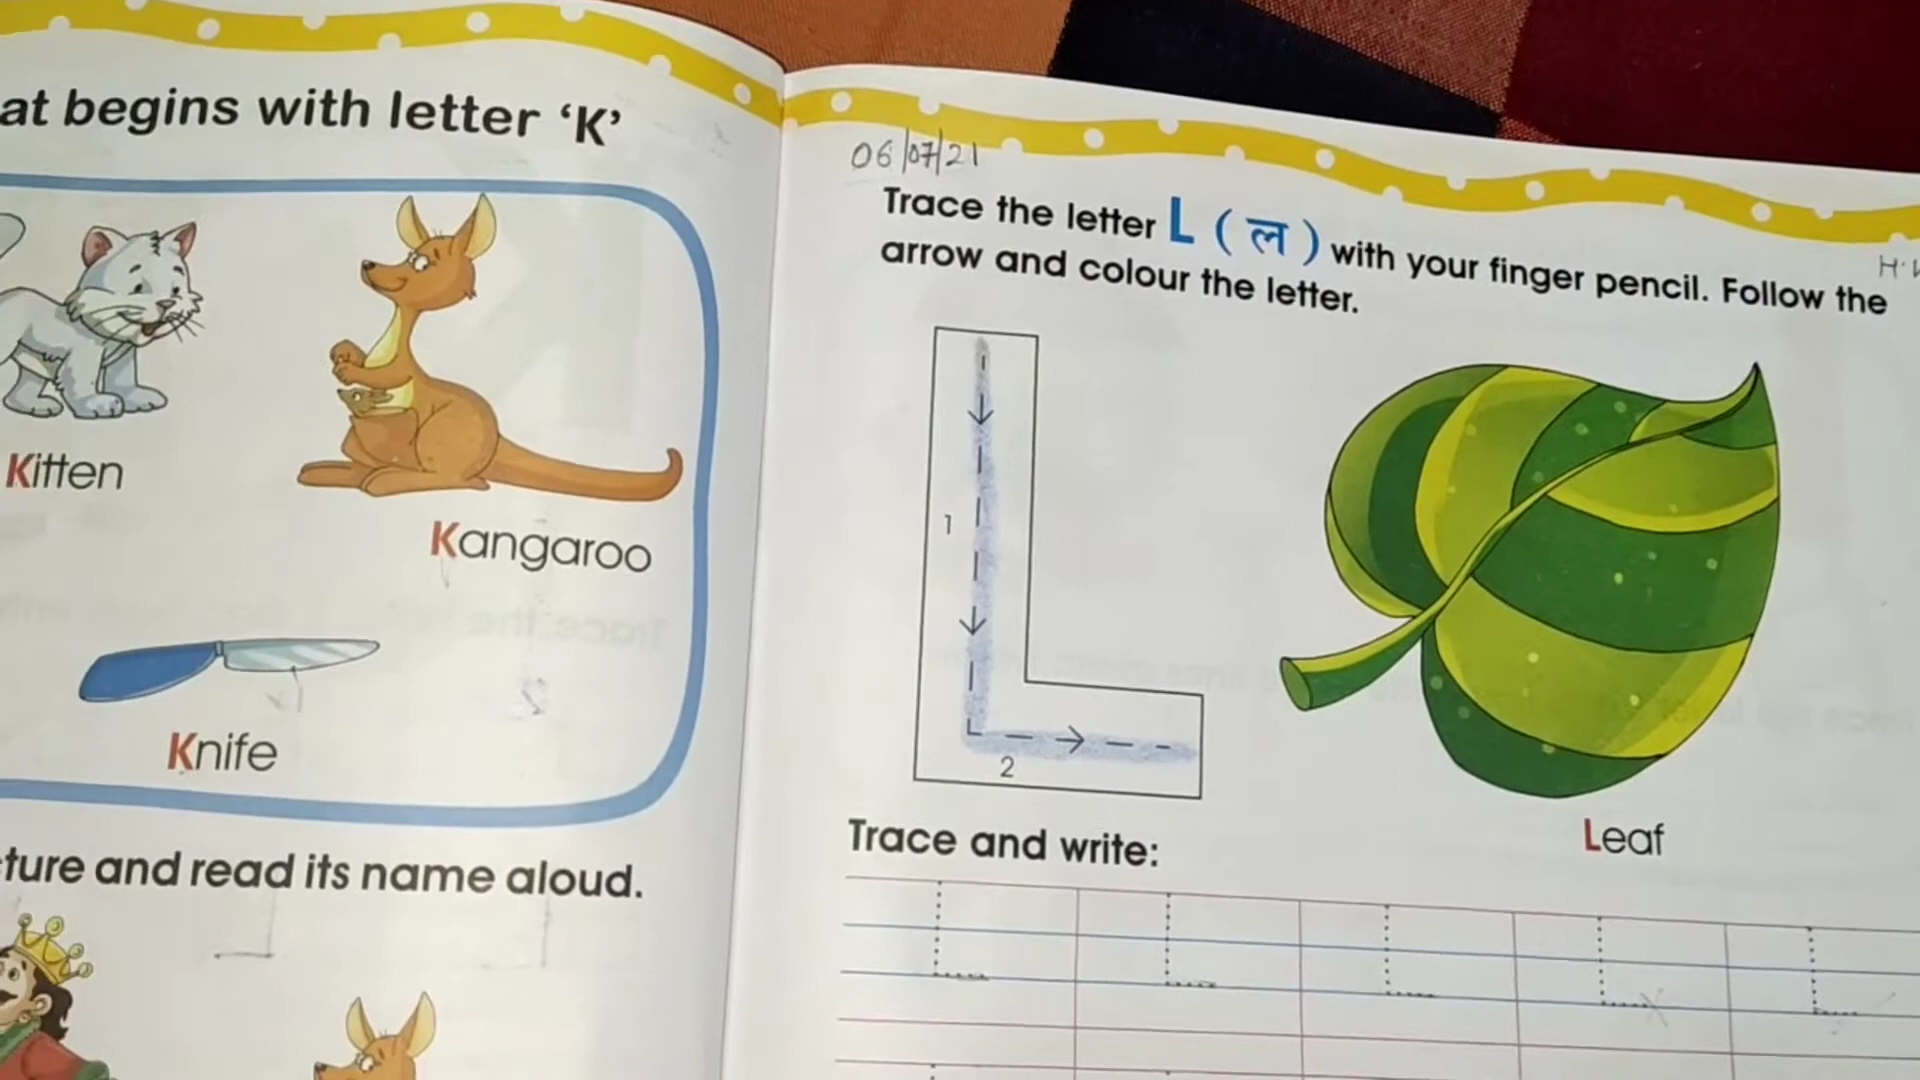 at begins with letter ‘K’
Kitten
Kangaroo
Knife
ture and read its name aloud.
06/07/21
Trace the letter L (ल) with your finger pencil. Follow the
arrow and colour the letter.
1
2
Leaf
Trace and write:
L L L L L